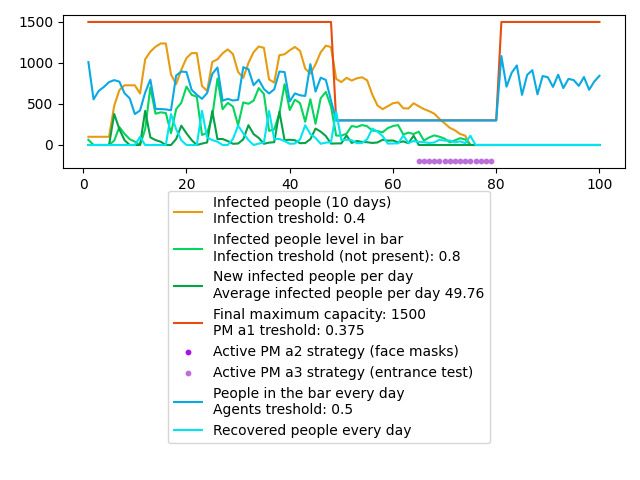 1500
1000
500
0
0 20 40 60 80 100
Infected people (10 days)
Infection treshold: 0.4
Infected people level in bar
Infection treshold (not present): 0.8
New infected people per day
Average infected people per day 49.76
Final maximum capacity: 1500
PM a1 treshold: 0.375
Active PM a2 strategy (face masks)
Active PM a3 strategy (entrance test)
People in the bar every day
Agents treshold: 0.5
Recovered people every day